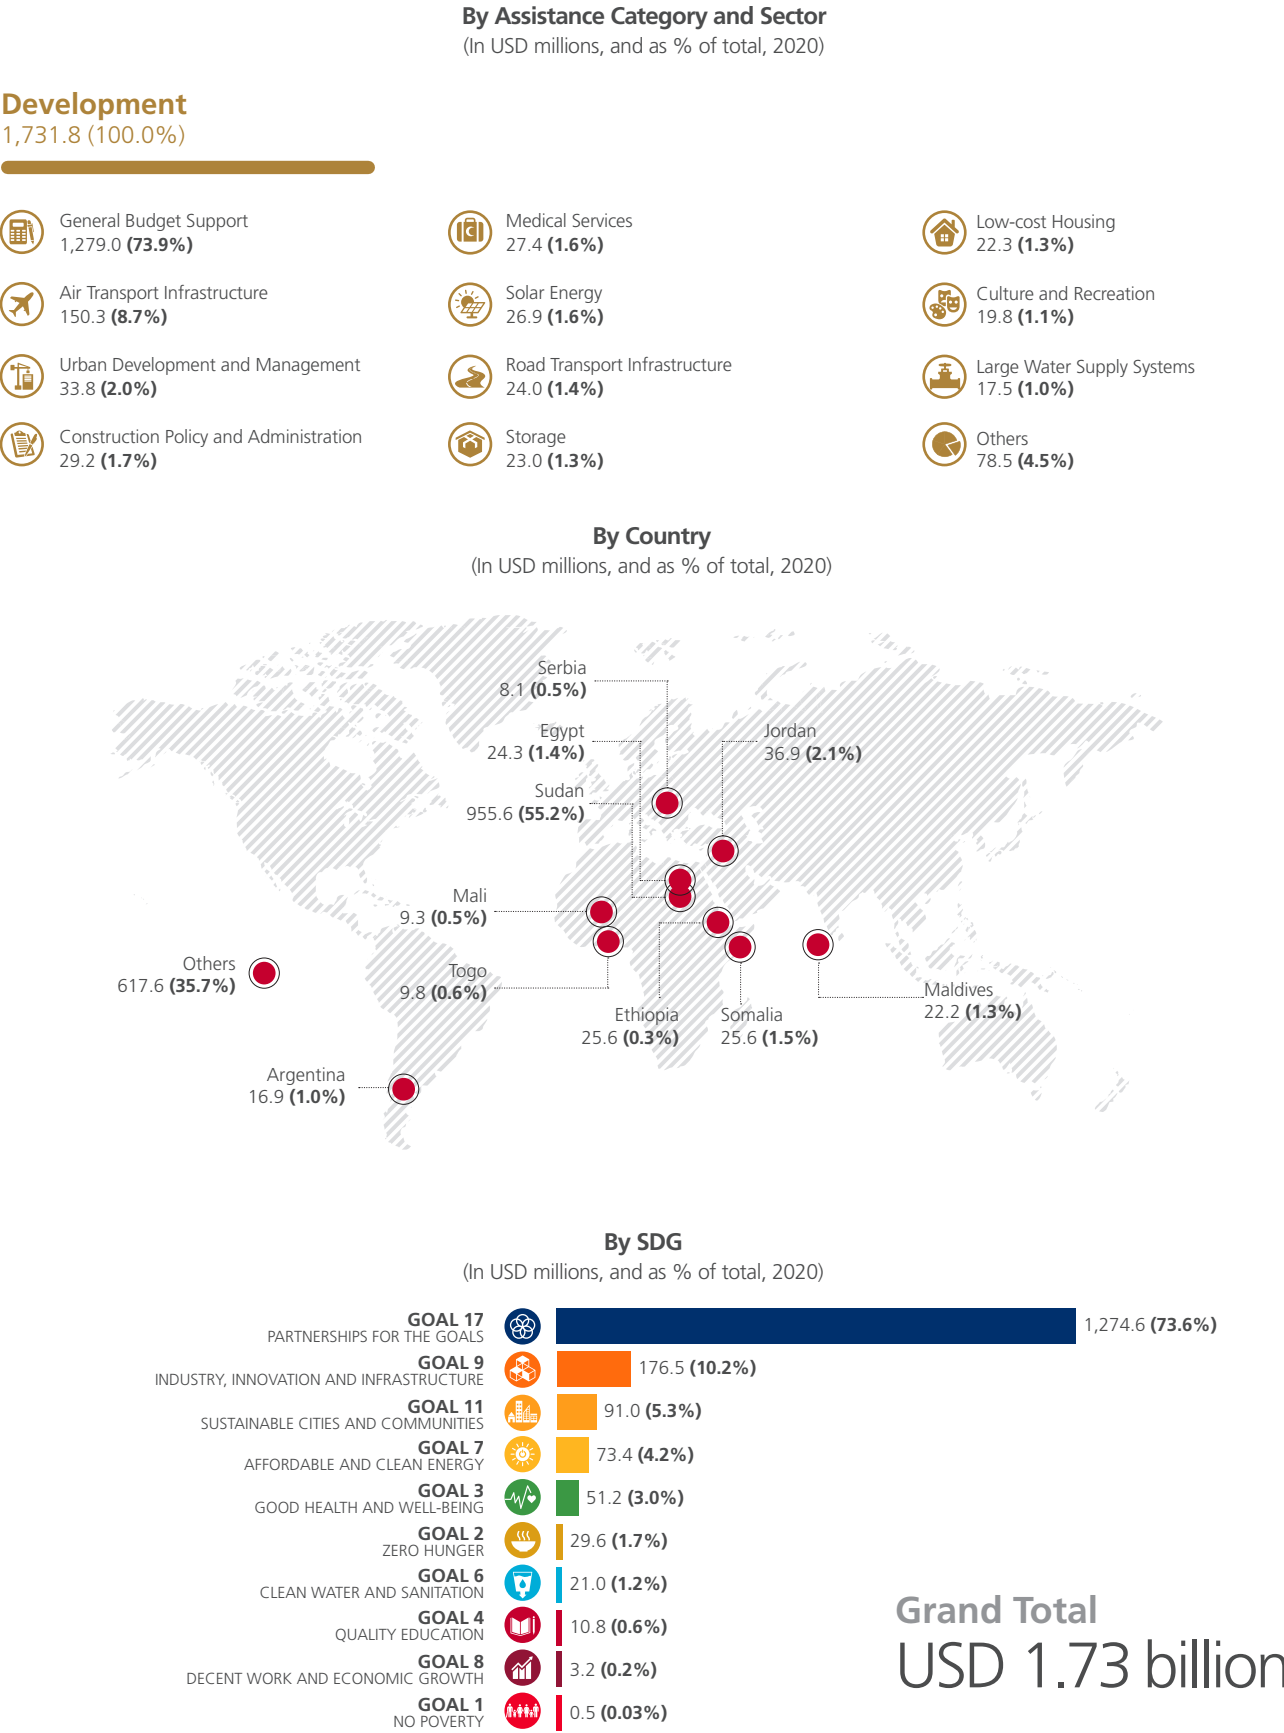 By Assistance Category and Sector
(In USD millions, and as % of total, 2020)
Development
1,731.8 (100.0%)
General Budget Support
1,279.0 (73.9%)
Air Transport Infrastructure
150.3 (8.7%)
Urban Development and Management
33.8 (2.0%)
Construction Policy and Administration
29.2 (1.7%)
Medical Services
27.4 (1.6%)
Solar Energy
26.9 (1.6%)
Road Transport Infrastructure
24.0 (1.4%)
Storage
23.0 (1.3%)
Low-cost Housing
22.3 (1.3%)
Culture and Recreation
19.8 (1.1%)
Large Water Supply Systems
17.5 (1.0%)
Others
78.5 (4.5%)
By Country
(In USD millions, and as % of total, 2020)
Serbia
8.1 (0.5%)
Egypt
24.3 (1.4%)
Jordan
36.9 (2.1%)
Sudan
955.6 (55.2%)
Mali
9.3 (0.5%)
Others
617.6 (35.7%)
Togo
9.8 (0.6%)
Ethiopia
25.6 (0.3%)
Somalia
25.6 (1.5%)
Maldives
22.2 (1.3%)
Argentina
16.9 (1.0%)
By SDG
(In USD millions, and as % of total, 2020)
GOAL 17
PARTNERSHIPS FOR THE GOALS
1,274.6 (73.6%)
GOAL 9
INDUSTRY, INNOVATION AND INFRASTRUCTURE
176.5 (10.2%)
GOAL 11
SUSTAINABLE CITIES AND COMMUNITIES
91.0 (5.3%)
GOAL 7
AFFORDABLE AND CLEAN ENERGY
73.4 (4.2%)
GOAL 3
GOOD HEALTH AND WELL-BEING
51.2 (3.0%)
GOAL 2
ZERO HUNGER
29.6 (1.7%)
GOAL 6
CLEAN WATER AND SANITATION
21.0 (1.2%)
GOAL 4
QUALITY EDUCATION
10.8 (0.6%)
GOAL 8
DECENT WORK AND ECONOMIC GROWTH
3.2 (0.2%)
GOAL 1
NO POVERTY
0.5 (0.03%)
Grand Total
USD 1.73 billion